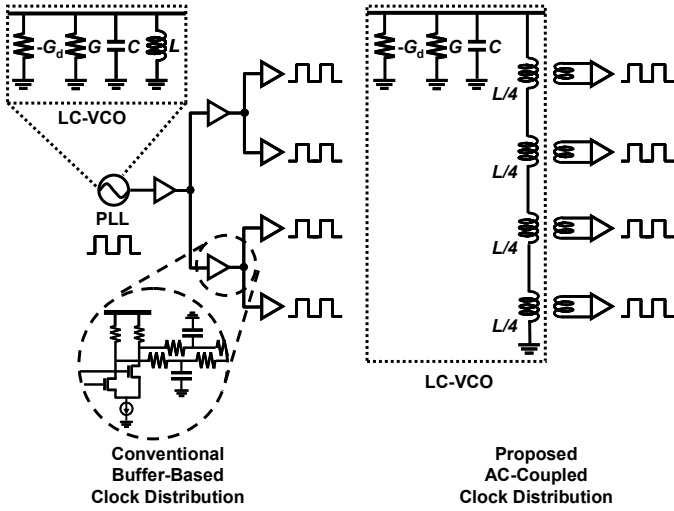 -Gd G C L
LC-VCO
PLL
Conventional
Buffer-Based
Clock Distribution
-Gd G C
L/4
L/4
L/4
L/4
LC-VCO
Proposed
AC-Coupled
Clock Distribution